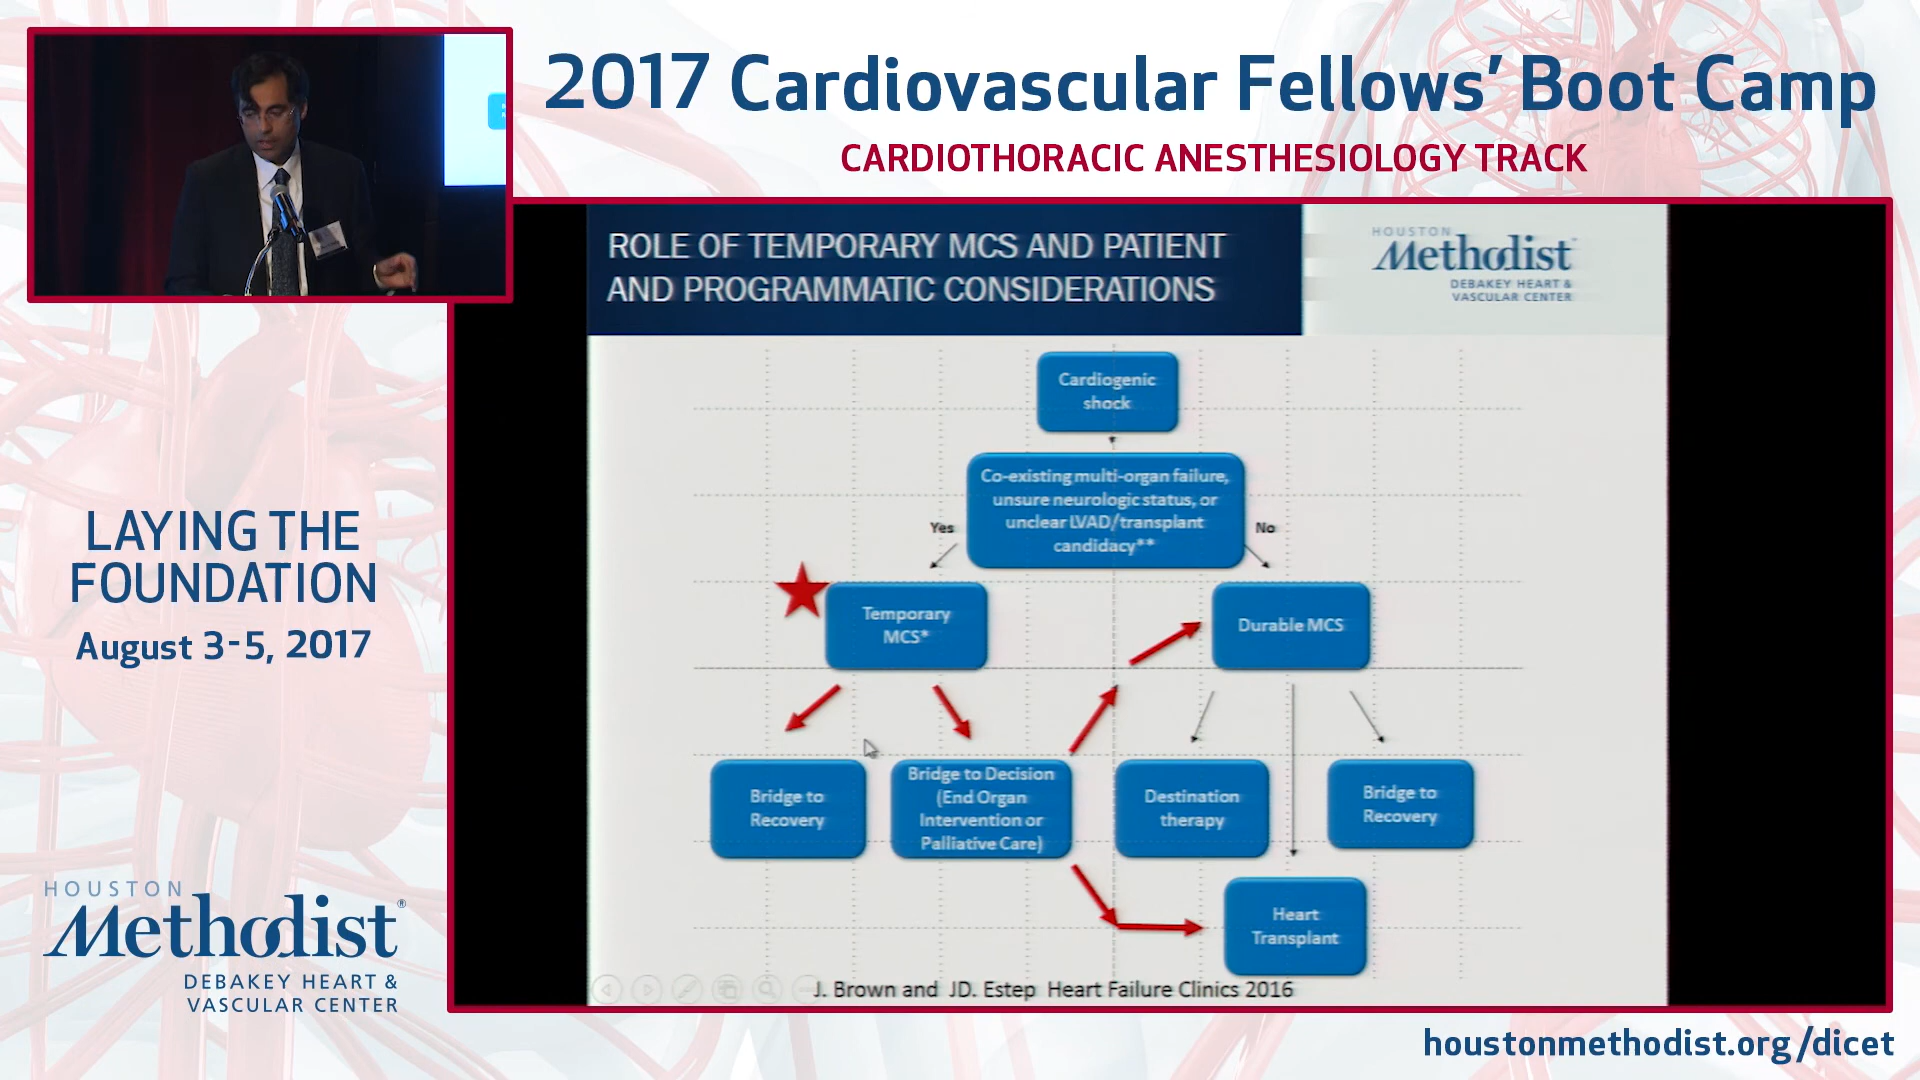 2017 Cardiovascular Fellows' Boot Camp
CARDIOTHORACIC ANESTHESIOLOGY TRACK
ROLE OF TEMPORARY MCS AND PATIENT
AND PROGRAMMATIC CONSIDERATIONS
HOUSTON
Methodist
DEBAKEY HEART &
VASCULAR CENTER
Cardiogenic
shock
Co-existing multi-organ failure,
unsure neurologic status, or
unclear LVAD/transplant
candidacy**
Yes
No
Temporary
MCS*
Durable MCS
Bridge to
Recovery
Bridge to Decision
(End Organ
Intervention or
Palliative Care)
Destination
therapy
Bridge to
Recovery
Heart
Transplant
J. Brown and JD. Estep Heart Failure Clinics 2016
LAYING THE
FOUNDATION
August 3-5, 2017
HOUSTON
Methodist®
DEBAKEY HEART &
VASCULAR CENTER
houstonmethodist.org/dicet